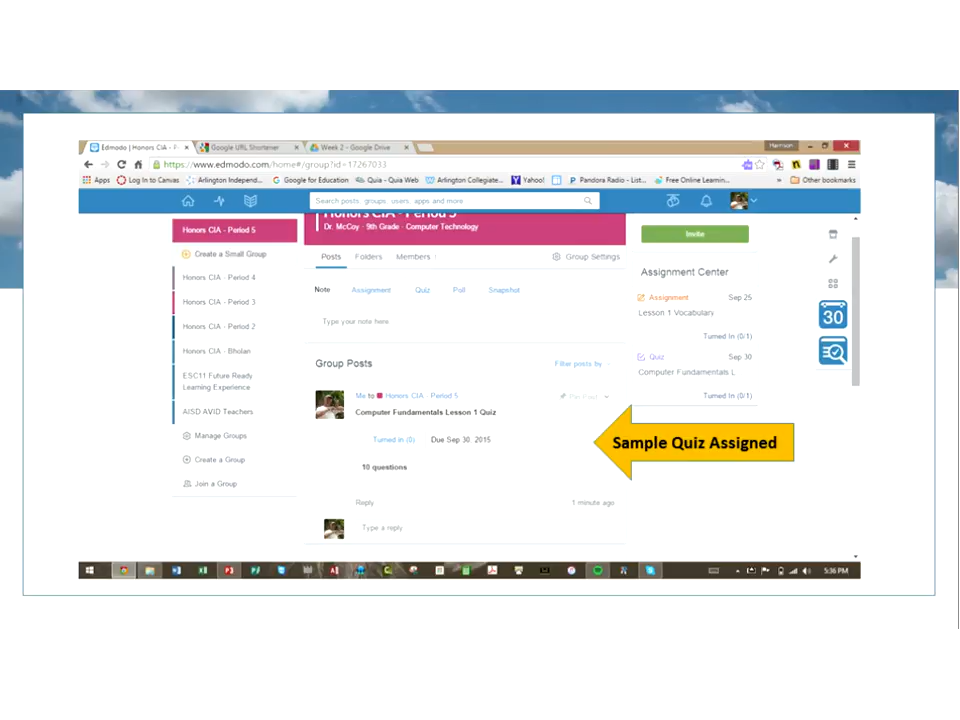 Edmodo | Honors CIA - P
Google URL Shortener
Week 2 - Google Drive
Harrison
https://www.edmodo.com/home#/group?id=17267033
Apps
Log In to Canvas
Arlington Independ...
Google for Education
Quia - Quia Web
Arlington Collegiate...
Yahoo!
Pandora Radio - List...
Free Online Learnin...
»
Other bookmarks
Search posts, groups, users, apps and more
Honors CIA - Period 5
Create a Small Group
Honors CIA - Period 4
Honors CIA - Period 3
Honors CIA - Period 2
Honors CIA - Bholan
ESC11 Future Ready
Learning Experience
AISD AVID Teachers
Manage Groups
Create a Group
Join a Group
Honors CIA - Period 5
Dr. McCoy · 9th Grade · Computer Technology
Posts
Folders
Members 1
Group Settings
Note
Assignment
Quiz
Poll
Snapshot
Type your note here
Group Posts
Filter posts by
Me to Honors CIA - Period 5
Pin Post
Computer Fundamentals Lesson 1 Quiz
Turned in (0)
Due Sep 30, 2015
10 questions
Reply
1 minute ago
Type a reply
Invite
Assignment Center
Assignment
Sep 25
Lesson 1 Vocabulary
Turned In (0/1)
Quiz
Sep 30
Computer Fundamentals L
Turned In (0/1)
30
Sample Quiz Assigned
5:36 PM